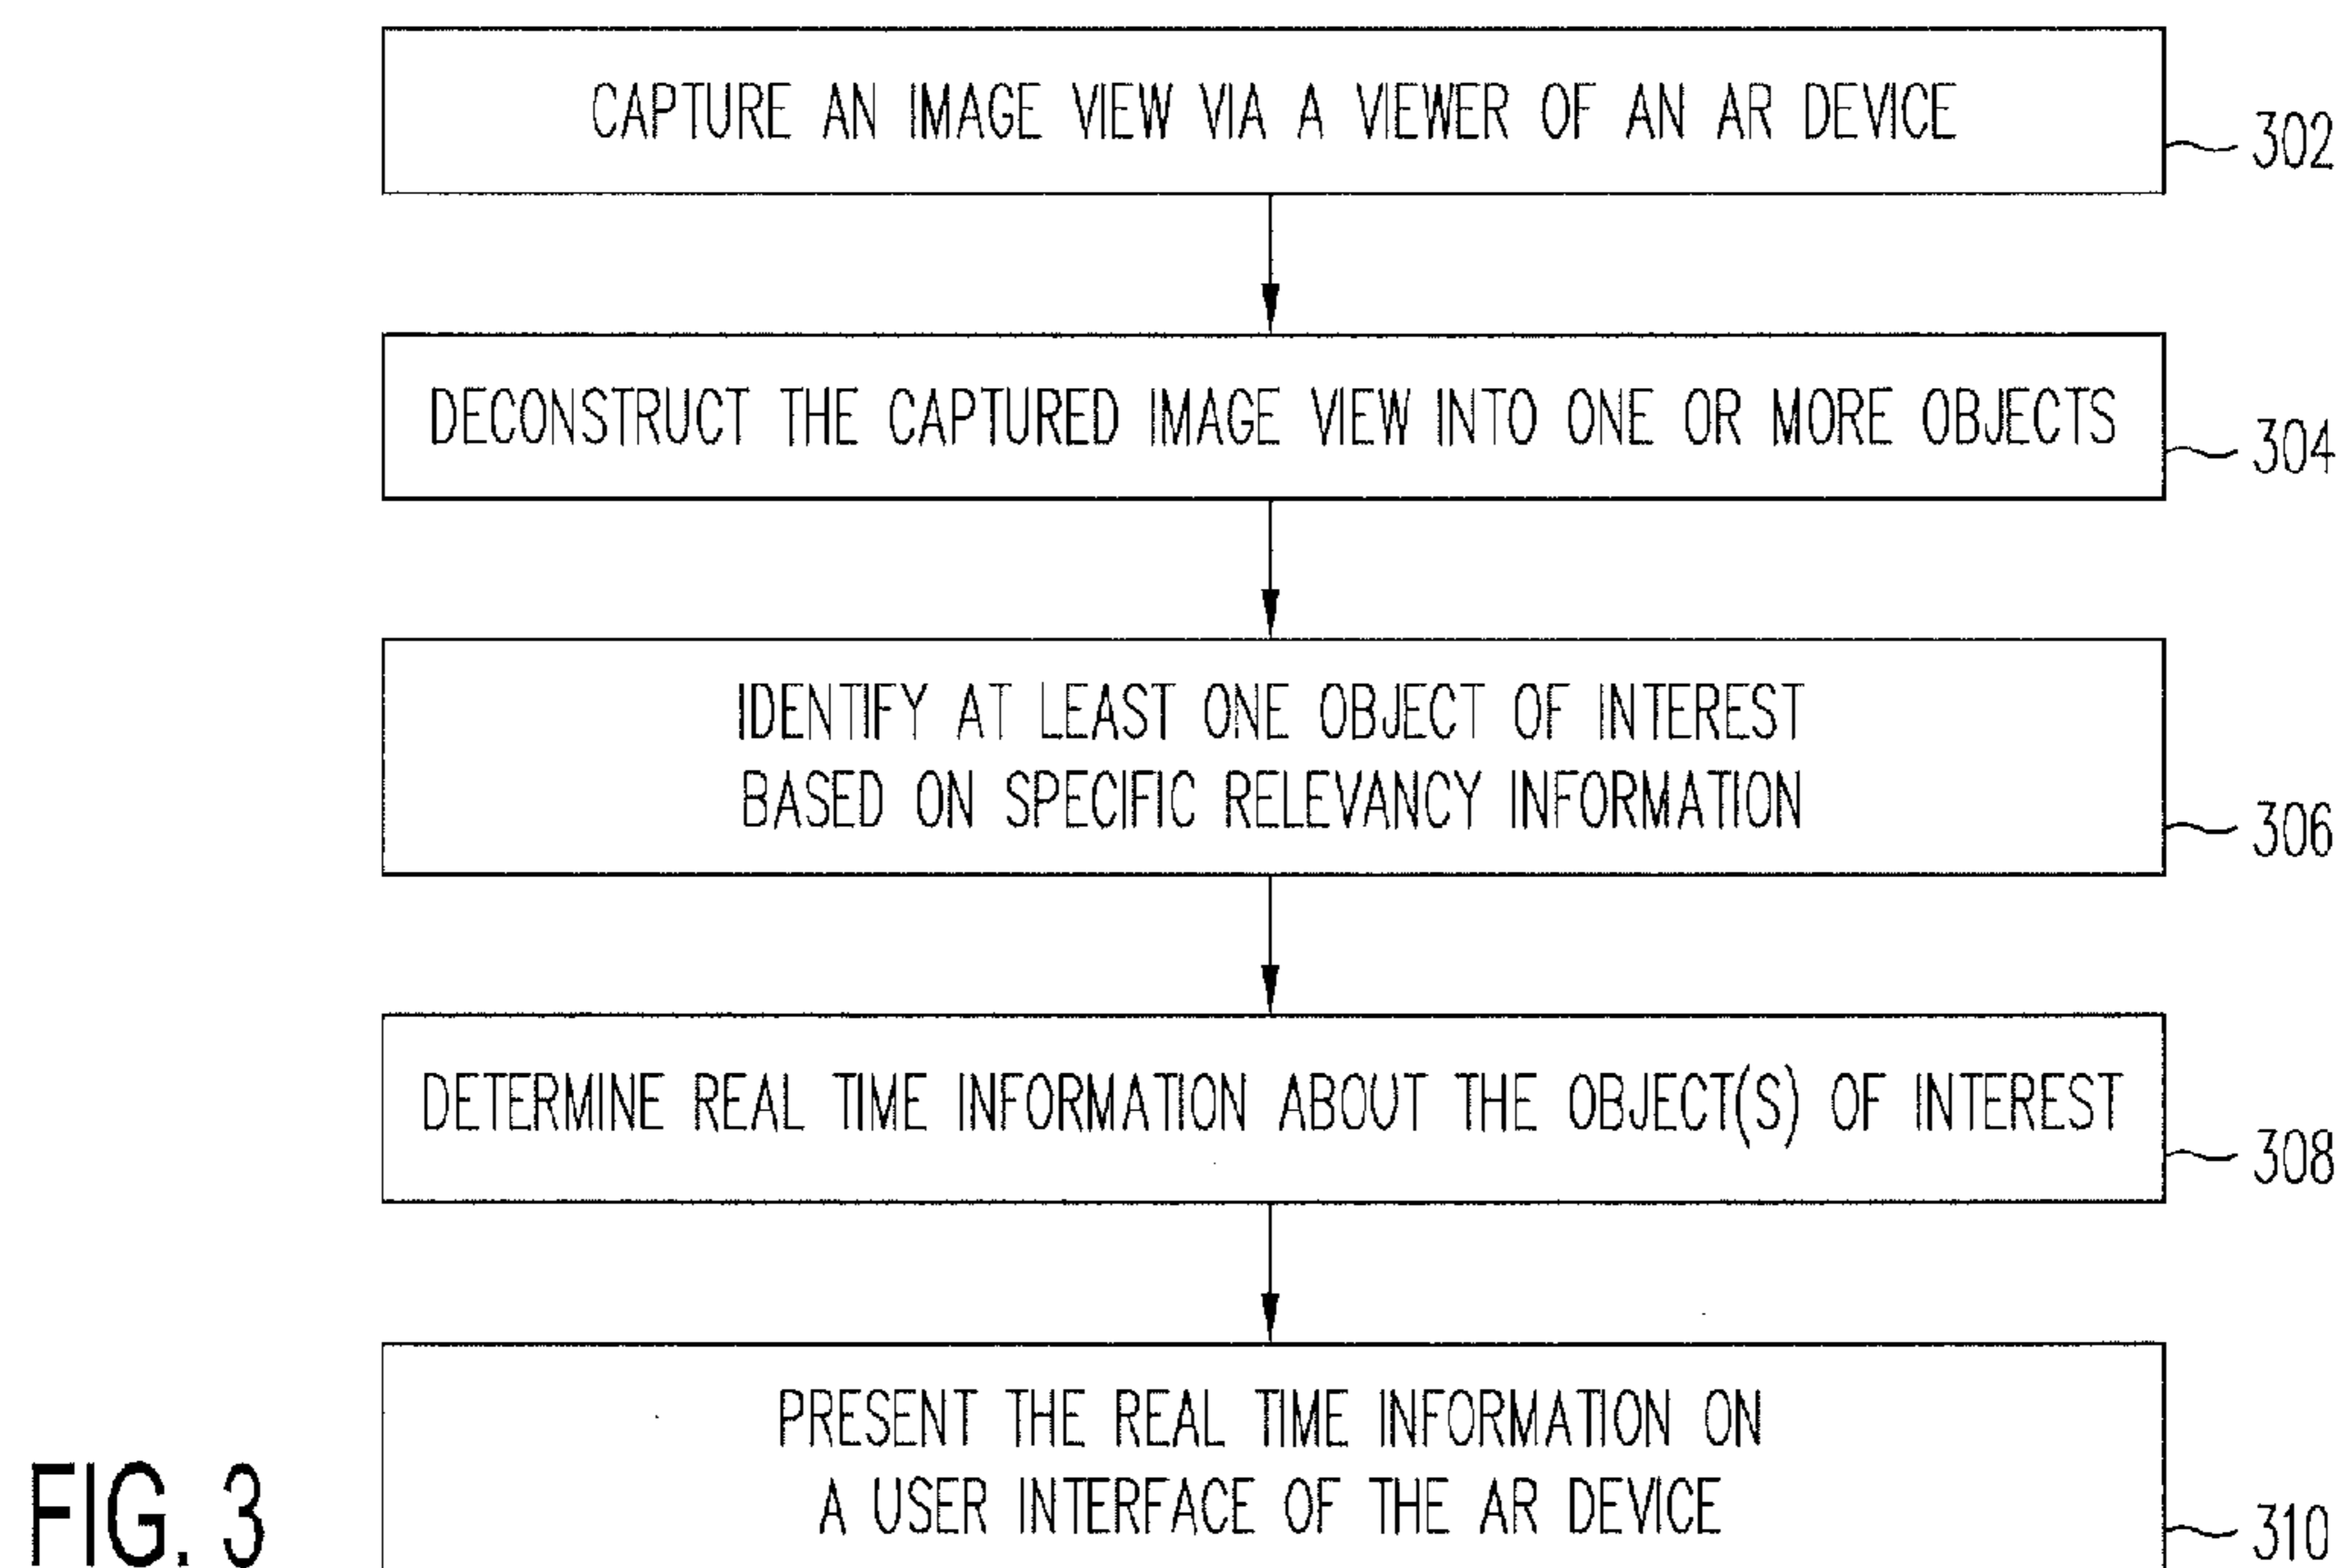 CAPTURE AN IMAGE VIEW VIA A VIEWER OF AN AR DEVICE
302
DECONSTRUCT THE CAPTURED IMAGE VIEW INTO ONE OR MORE OBJECTS
304
IDENTIFY AT LEAST ONE OBJECT OF INTEREST
BASED ON SPECIFIC RELEVANCY INFORMATION
306
DETERMINE REAL TIME INFORMATION ABOUT THE OBJECT(S) OF INTEREST
308
PRESENT THE REAL TIME INFORMATION ON
A USER INTERFACE OF THE AR DEVICE
310
FIG. 3